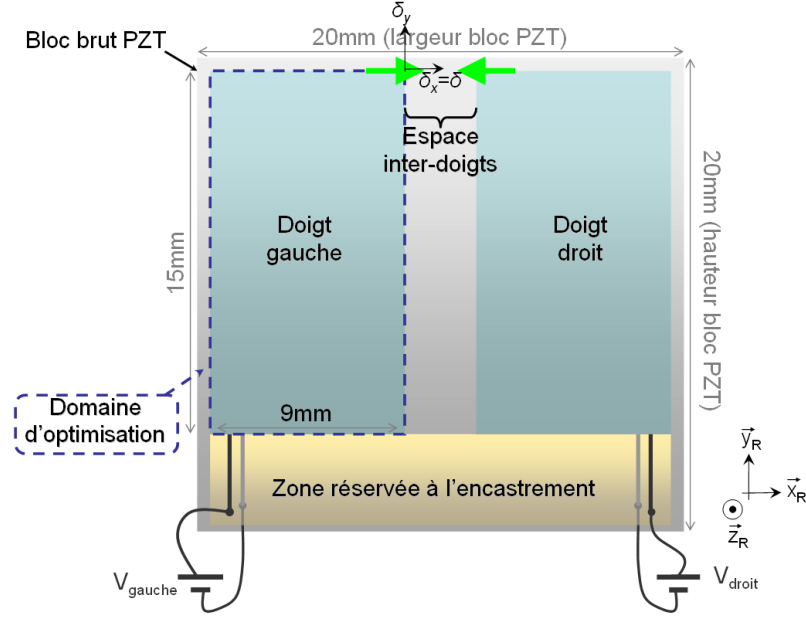 δy
Bloc brut PZT
20mm (largeur bloc PZT)
δx=δ
Espace
inter-doigts
Doigt
gauche
Doigt
droit
15mm
20mm (hauteur bloc PZT)
9mm
Domaine
d'optimisation
Zone réservée à l'encastrement
yR
xR
zR
Vgauche
Vdroit